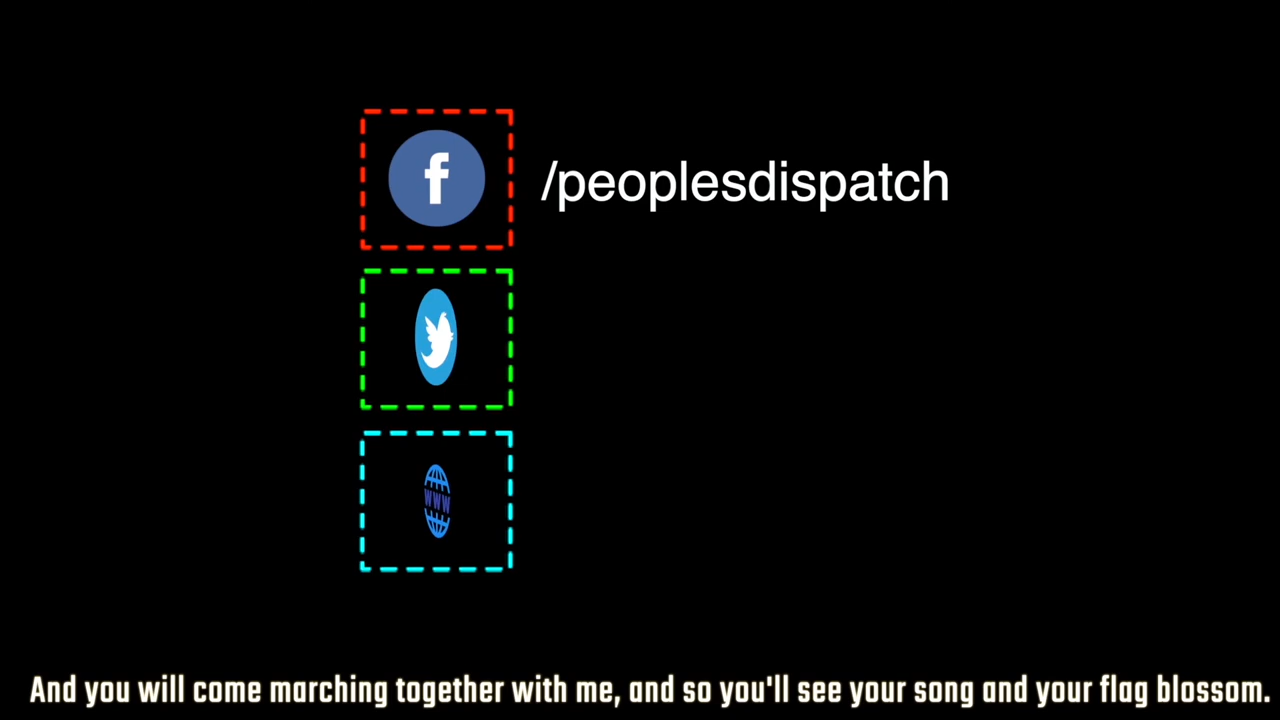 f
/peoplesdispatch
WWW
And you will come marching together with me, and so you'll see your song and your flag blossom.